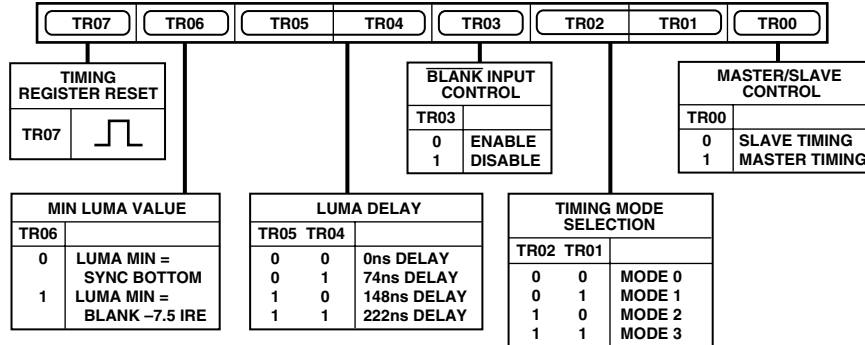 TR07 TR06 TR05 TR04 TR03 TR02 TR01 TR00
TIMING
REGISTER RESET
TR07
BLANK INPUT
CONTROL
TR03
0 ENABLE
1 DISABLE
MASTER/SLAVE
CONTROL
TR00
0 SLAVE TIMING
1 MASTER TIMING
MIN LUMA VALUE
TR06
0 LUMA MIN =
SYNC BOTTOM
1 LUMA MIN =
BLANK –7.5 IRE
LUMA DELAY
TR05 TR04
0 0 0ns DELAY
0 1 74ns DELAY
1 0 148ns DELAY
1 1 222ns DELAY
TIMING MODE
SELECTION
TR02 TR01
0 0 MODE 0
0 1 MODE 1
1 0 MODE 2
1 1 MODE 3